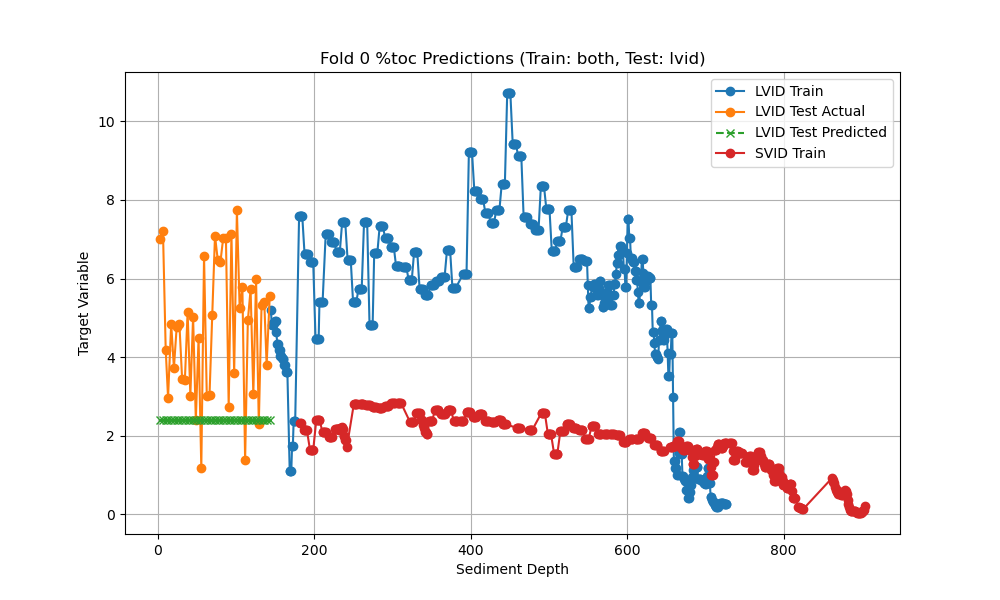 Fold 0 %toc Predictions (Train: both, Test: lvid)
LVID Train
LVID Test Actual
LVID Test Predicted
SVID Train
10
8
6
4
2
0
Target Variable
0 200 400 600 800
Sediment Depth